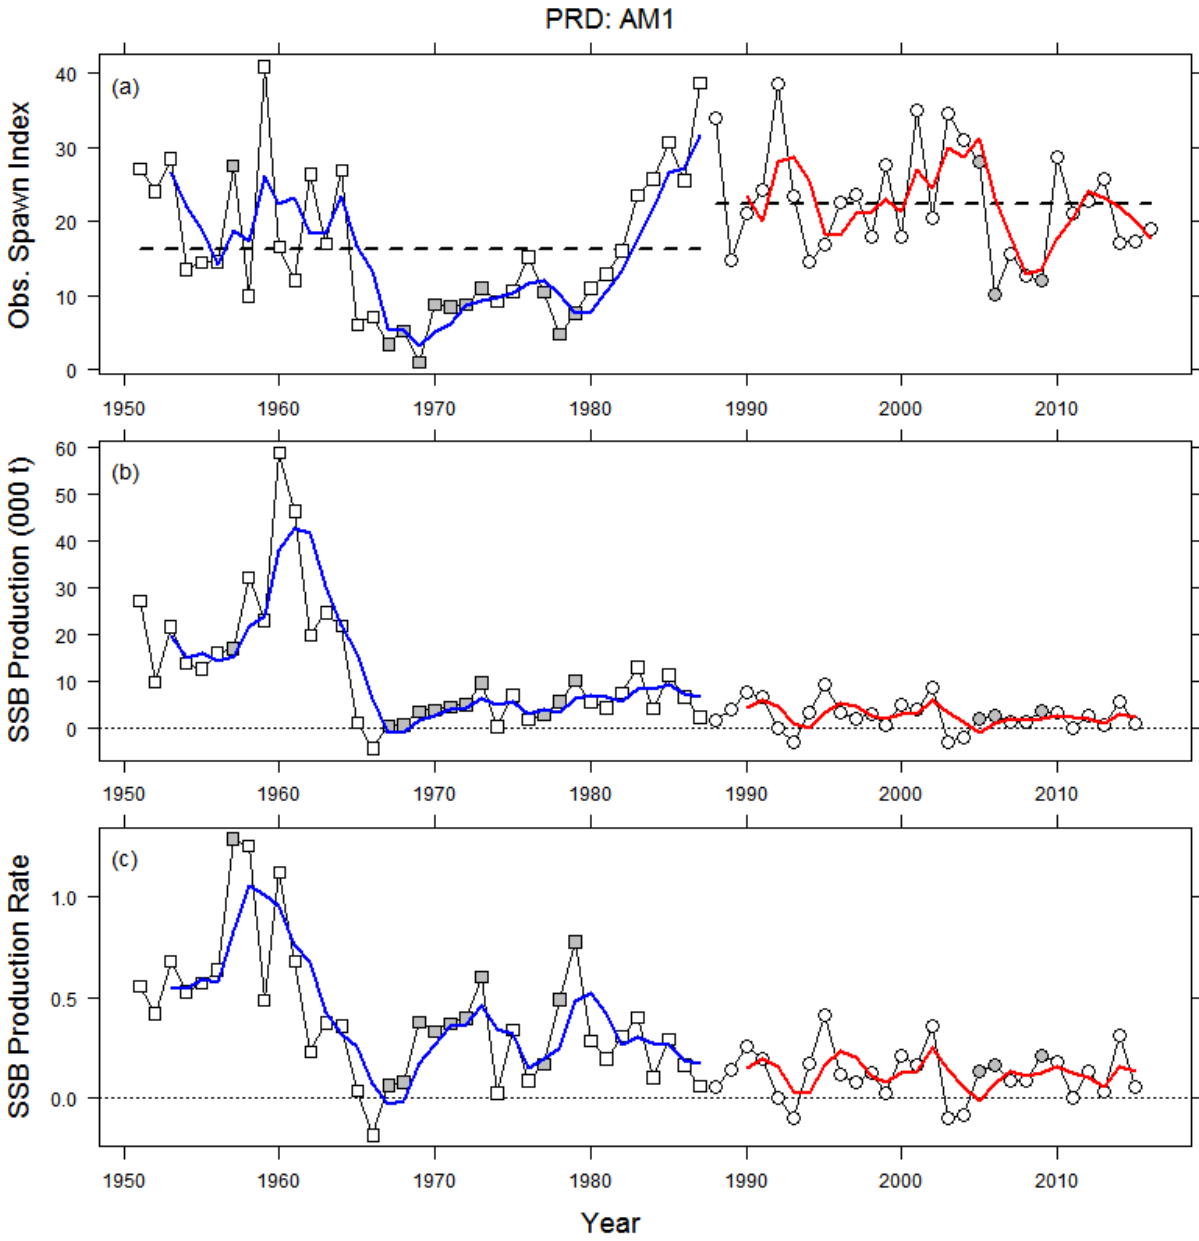 PRD: AM1
(a)
Obs. Spawn Index
40
30
20
10
0
1950 1960 1970 1980 1990 2000 2010
(b)
SSB Production (000 t)
60
50
40
30
20
10
0
1950 1960 1970 1980 1990 2000 2010
(c)
SSB Production Rate
1.0
0.5
0.0
1950 1960 1970 1980 1990 2000 2010
Year